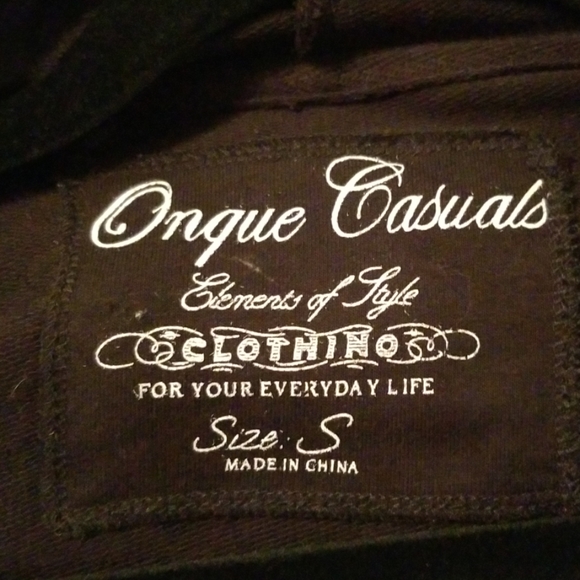 Onque Casuals
Elements of Style
CLOTHING
FOR YOUR EVERYDAY LIFE
Size: S
MADE IN CHINA